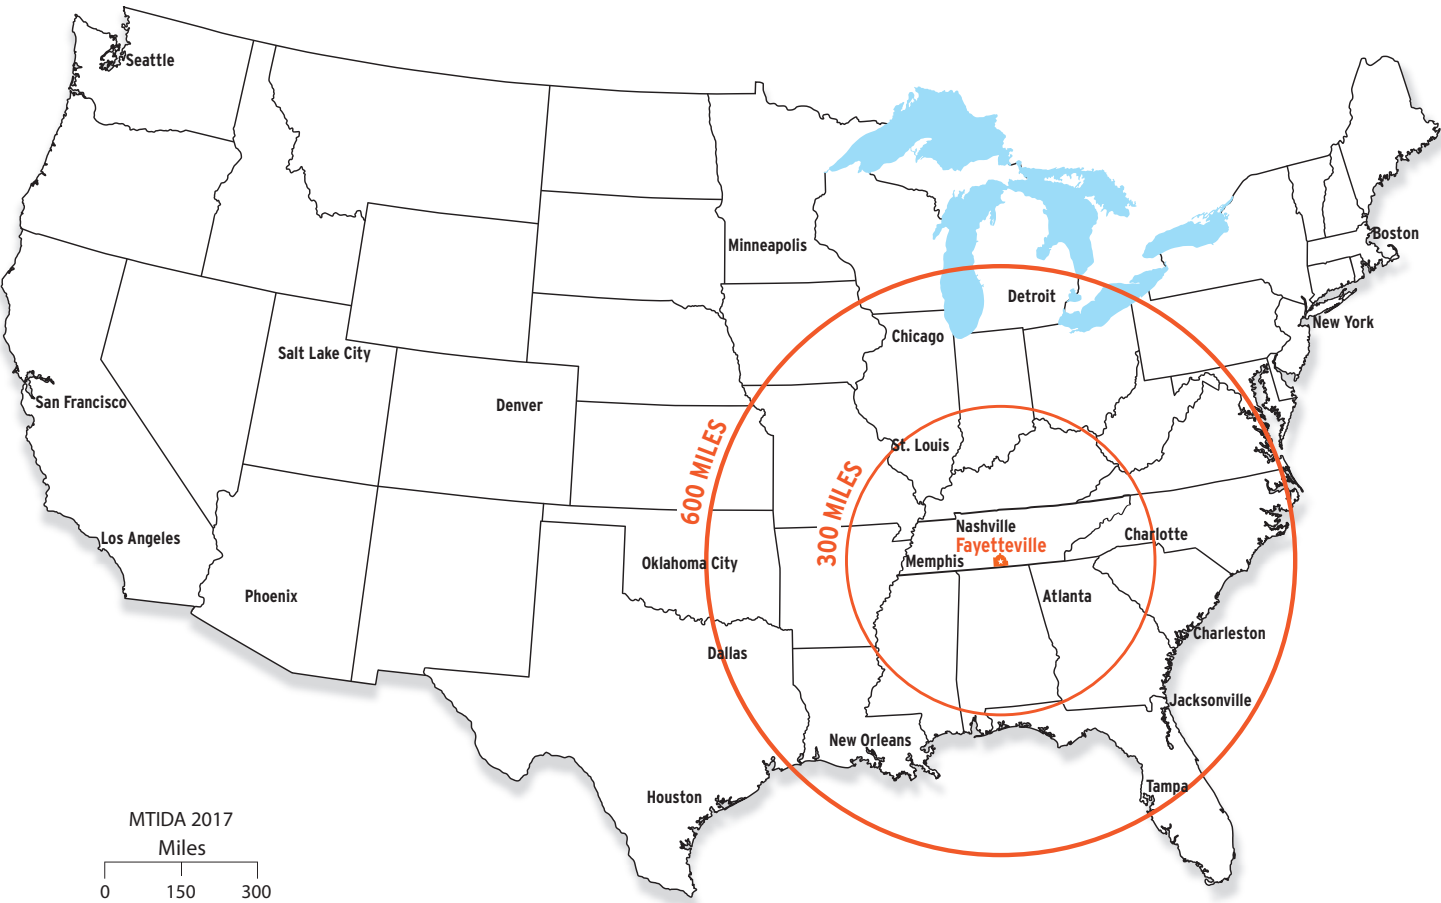 Seattle
Minneapolis
Boston
Detroit
New York
Chicago
Salt Lake City
San Francisco
Denver
600 MILES
St. Louis
300 MILES
Nashville
Charlotte
Los Angeles
Fayetteville
Oklahoma City
Memphis
Phoenix
Atlanta
Charleston
Dallas
Jacksonville
New Orleans
Tampa
Houston
MTIDA 2017
Miles
0 150 300